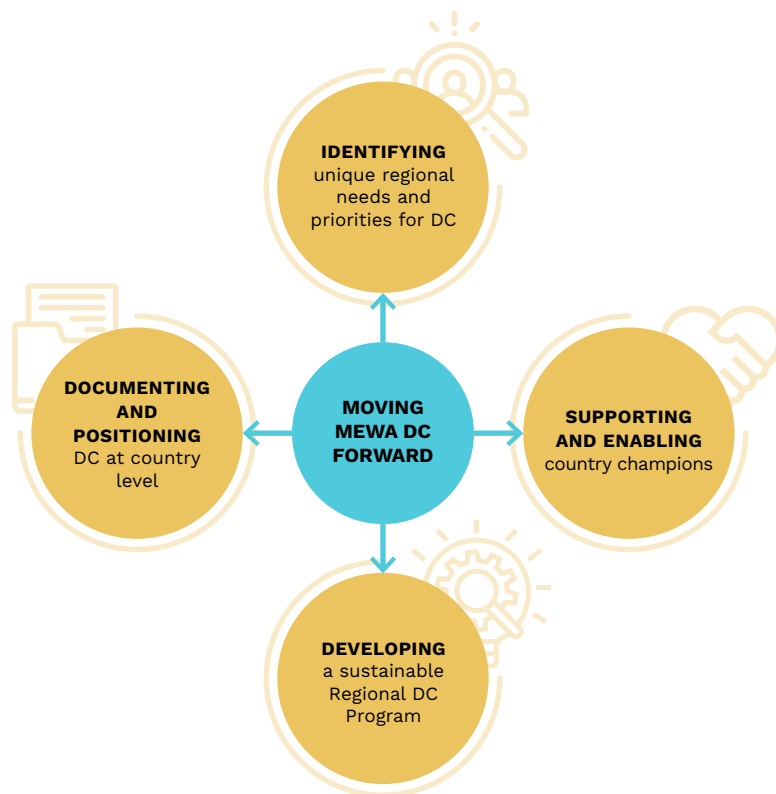 IDENTIFYING
unique regional
needs and
priorities for DC
DOCUMENTING
AND
POSITIONING
DC at country
level
MOVING
MEWA DC
FORWARD
SUPPORTING
AND ENABLING
country champions
DEVELOPING
a sustainable
Regional DC
Program